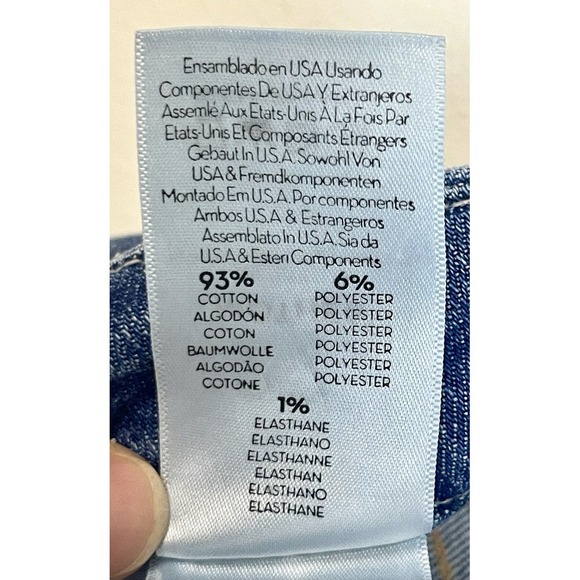 Ensamblado en USA Usando
Componentes De USA Y Extranjeros
Assemlé Aux Etats-Unis À La Fois Par
Etats-Unis Et Composants Étrangers
Gebaut In U.S.A. Sowohl Von
USA & Fremdkomponenten
Montado Em U.S.A. Por componentes
Ambos U.S.A & Estrangeiros
Assemblato In U.S.A. Sia da
U.S.A & Esteri Components
93% 6%
COTTON POLYESTER
ALGODÓN POLYESTER
COTON POLYESTER
BAUMWOLLE POLYESTER
ALGODÃO POLYESTER
COTONE POLYESTER
1%
ELASTHANE
ELASTHANO
ELASTHANNE
ELASTHAN
ELASTHANO
ELASTHANE